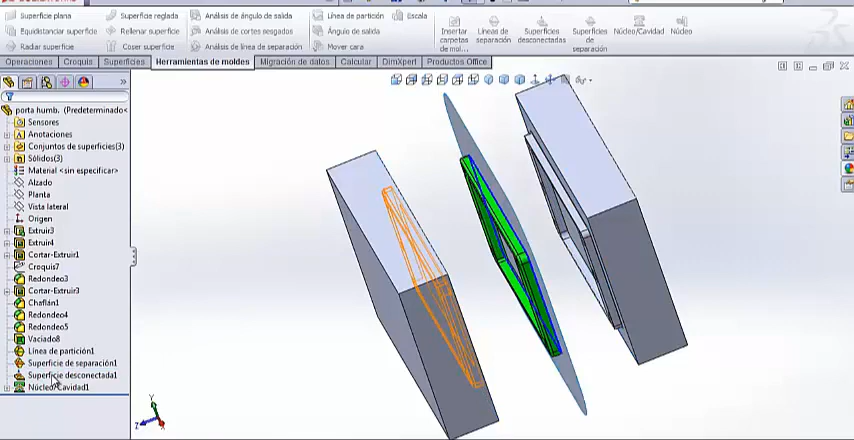 Superficie plana
Superficie reglada
Análisis de ángulo de salida
Línea de partición
Escala
Equidistanciar superficie
Rellenar superficie
Análisis de cortes sesgados
Ángulo de salida
Radiar superficie
Coser superficie
Análisis de línea de separación
Mover cara
Insertar carpetas de mol...
Líneas de separación
Superficies desconectadas
Superficies de separación
Núcleo/Cavidad
Núcleo
Operaciones
Croquis
Superficies
Herramientas de moldes
Migración de datos
Calcular
DimXpert
Productos Office
porta humb. (Predeterminado<
Sensores
Anotaciones
Conjuntos de superficies(3)
Sólidos(3)
Material <sin especificar>
Alzado
Planta
Vista lateral
Origen
Extruir3
Extruir4
Cortar-Extruir1
Croquis7
Redondeo3
Cortar-Extruir3
Chaflán1
Redondeo4
Redondeo5
Vaciado8
Línea de partición1
Superficie de separación1
Superficie desconectada1
Núcleo/Cavidad1
Y
Z
X